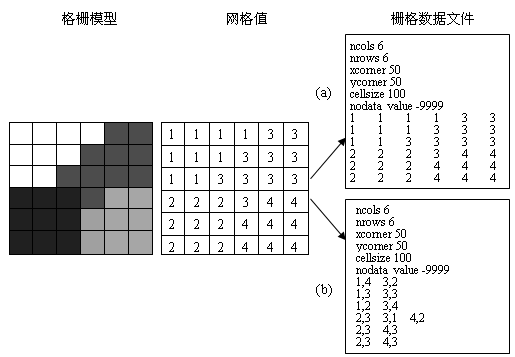 格栅模型 网格值 栅格数据文件
(a)
ncols 6
nrows 6
xcorner 50
ycorner 50
cellsize 100
nodata value -9999
1 1 1 1 3 3
1 1 1 3 3 3
1 1 3 3 3 3
2 2 2 3 4 4
2 2 2 4 4 4
2 2 2 4 4 4
1 1 1 1 3 3
1 1 1 3 3 3
1 1 3 3 3 3
2 2 2 3 4 4
2 2 2 4 4 4
2 2 2 4 4 4
(b)
ncols 6
nrows 6
xcorner 50
ycorner 50
cellsize 100
nodata value -9999
1,4 3,2
1,3 3,3
1,2 3,4
2,3 3,1 4,2
2,3 4,3
2,3 4,3